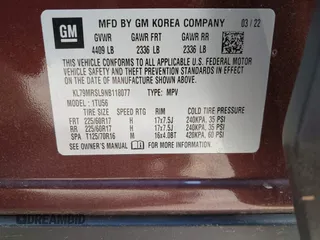 GM
MFD BY GM KOREA COMPANY 03/22
GVWR GAWR FRT GAWR RR
4409 LB 2336 LB 2336 LB
THIS VEHICLE CONFORMS TO ALL APPLICABLE U.S. FEDERAL MOTOR
VEHICLE SAFETY AND THEFT PREVENTION STANDARDS IN EFFECT ON
THE DATE OF MANUFACTURE SHOWN ABOVE.
KL79MRSL9NB118077 TYPE: MPV
MODEL: 1TU56
TIRE SIZE SPEED RIM COLD TIRE PRESSURE
FRT 225/60R17 H 17x7.5J 240KPA, 35 PSI
RR 225/60R17 H 17x7.5J 240KPA, 35 PSI
SPA T125/70R16 M 16x4.0BT 420KPA, 60 PSI
SEE OWNER'S MANUAL FOR MORE INFORMATION.
© DREAMBID